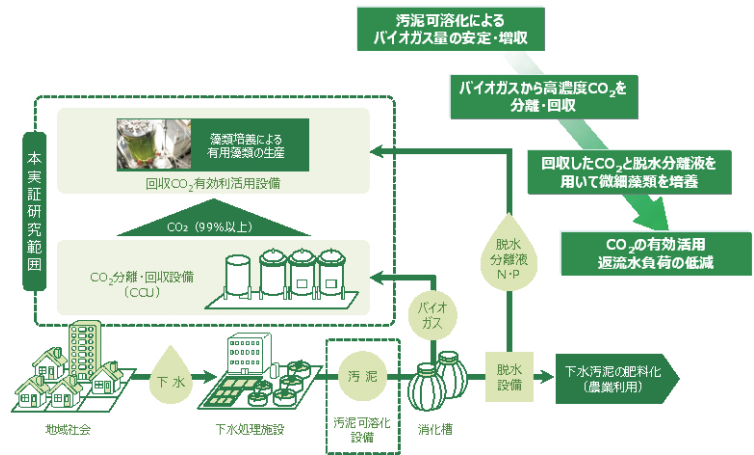 汚泥可溶化による
バイオガス量の安定・増収
バイオガスから高濃度CO₂を
分離・回収
回収したCO₂と脱水分離液を
用いて微細藻類を培養
CO₂の有効活用
返流水負荷の低減
本実証研究範囲
藻類培養による
有用藻類の生産
回収CO₂有効利活用設備
CO₂（99%以上）
CO₂分離・回収設備
（CCU）
脱水
分離液
N・P
バイオ
ガス
地域社会
下水
下水処理施設
汚泥
汚泥可溶化
設備
消化槽
脱水
設備
下水汚泥の肥料化
（農業利用）